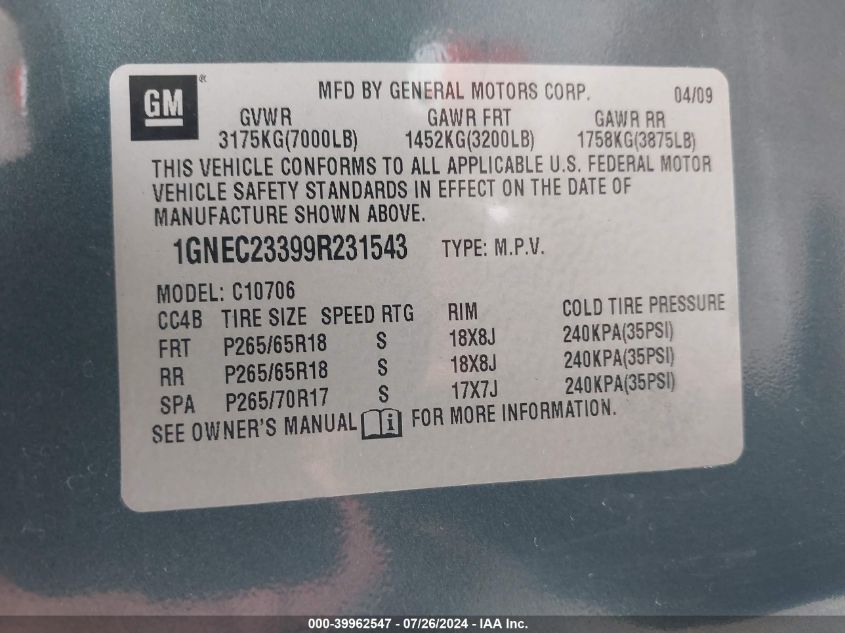 GM®
MFD BY GENERAL MOTORS CORP. 04/09
GVWR GAWR FRT GAWR RR
3175KG(7000LB) 1452KG(3200LB) 1758KG(3875LB)
THIS VEHICLE CONFORMS TO ALL APPLICABLE U.S. FEDERAL MOTOR
VEHICLE SAFETY STANDARDS IN EFFECT ON THE DATE OF
MANUFACTURE SHOWN ABOVE.
1GNEC23399R231543 TYPE: M.P.V.
MODEL: C10706
CC4B TIRE SIZE SPEED RTG RIM COLD TIRE PRESSURE
FRT P265/65R18 S 18X8J 240KPA(35PSI)
RR P265/65R18 S 18X8J 240KPA(35PSI)
SPA P265/70R17 S 17X7J 240KPA(35PSI)
SEE OWNER'S MANUAL FOR MORE INFORMATION.
000-39962547 - 07/26/2024 - IAA Inc.